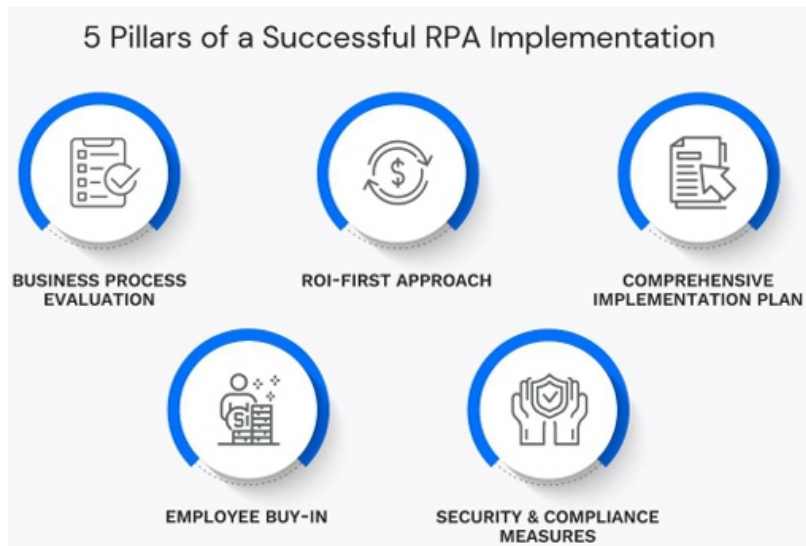 5 Pillars of a Successful RPA Implementation
BUSINESS PROCESS
EVALUATION
ROI-FIRST APPROACH
COMPREHENSIVE
IMPLEMENTATION PLAN
$
Si
EMPLOYEE BUY-IN
SECURITY & COMPLIANCE
MEASURES